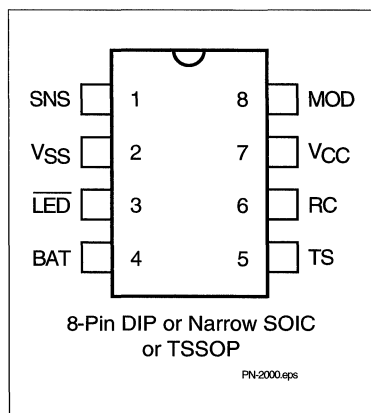 SNS 1 8 MOD
VSS 2 7 VCC
LED 3 6 RC
BAT 4 5 TS
8-Pin DIP or Narrow SOIC
or TSSOP
PN-2000.eps